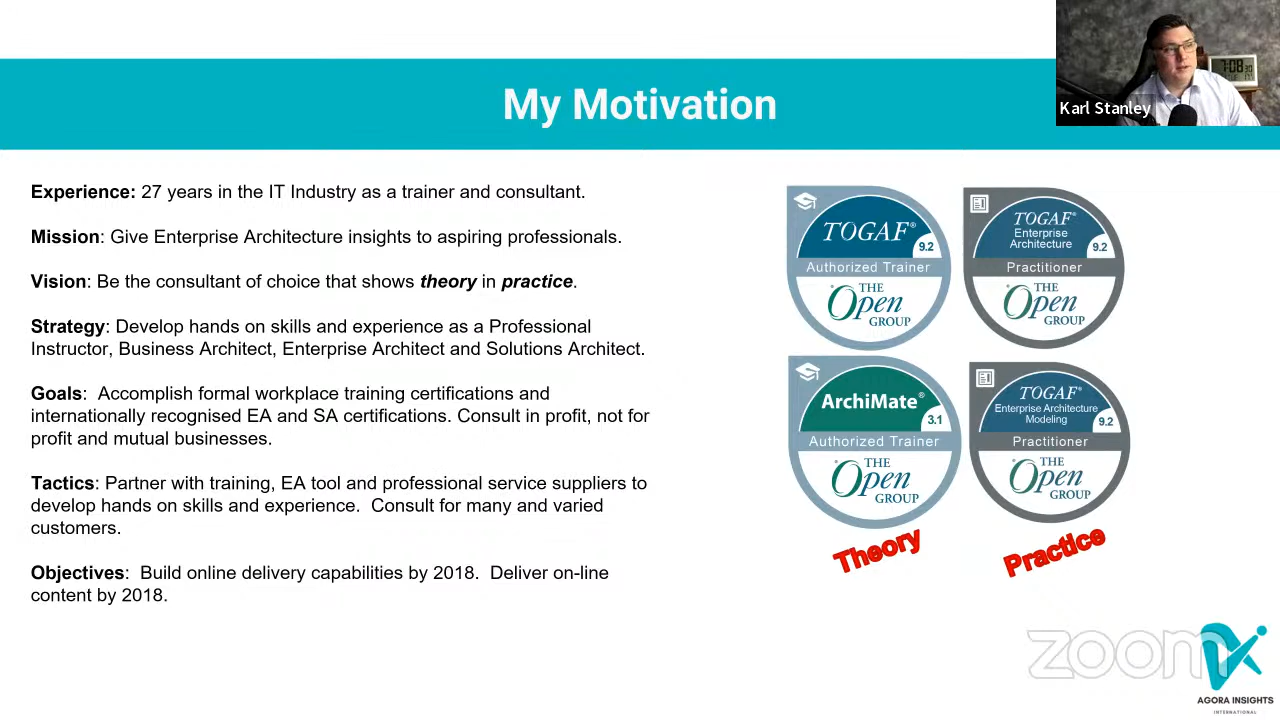 My Motivation
7:08 30
Karl Stanley
Experience: 27 years in the IT Industry as a trainer and consultant.
Mission: Give Enterprise Architecture insights to aspiring professionals.
Vision: Be the consultant of choice that shows theory in practice.
Strategy: Develop hands on skills and experience as a Professional
Instructor, Business Architect, Enterprise Architect and Solutions Architect.
Goals:  Accomplish formal workplace training certifications and
internationally recognised EA and SA certifications. Consult in profit, not for
profit and mutual businesses.
Tactics: Partner with training, EA tool and professional service suppliers to
develop hands on skills and experience.  Consult for many and varied
customers.
Objectives:  Build online delivery capabilities by 2018.  Deliver on-line
content by 2018.
TOGAF®
9.2
Authorized Trainer
THE
Open
GROUP
TOGAF®
Enterprise
Architecture
9.2
Practitioner
THE
Open
GROUP
ArchiMate®
3.1
Authorized Trainer
THE
Open
GROUP
TOGAF®
Enterprise Architecture
Modeling
9.2
Practitioner
THE
Open
GROUP
Theory
Practice
zoom
AGORA INSIGHTS
INTERNATIONAL